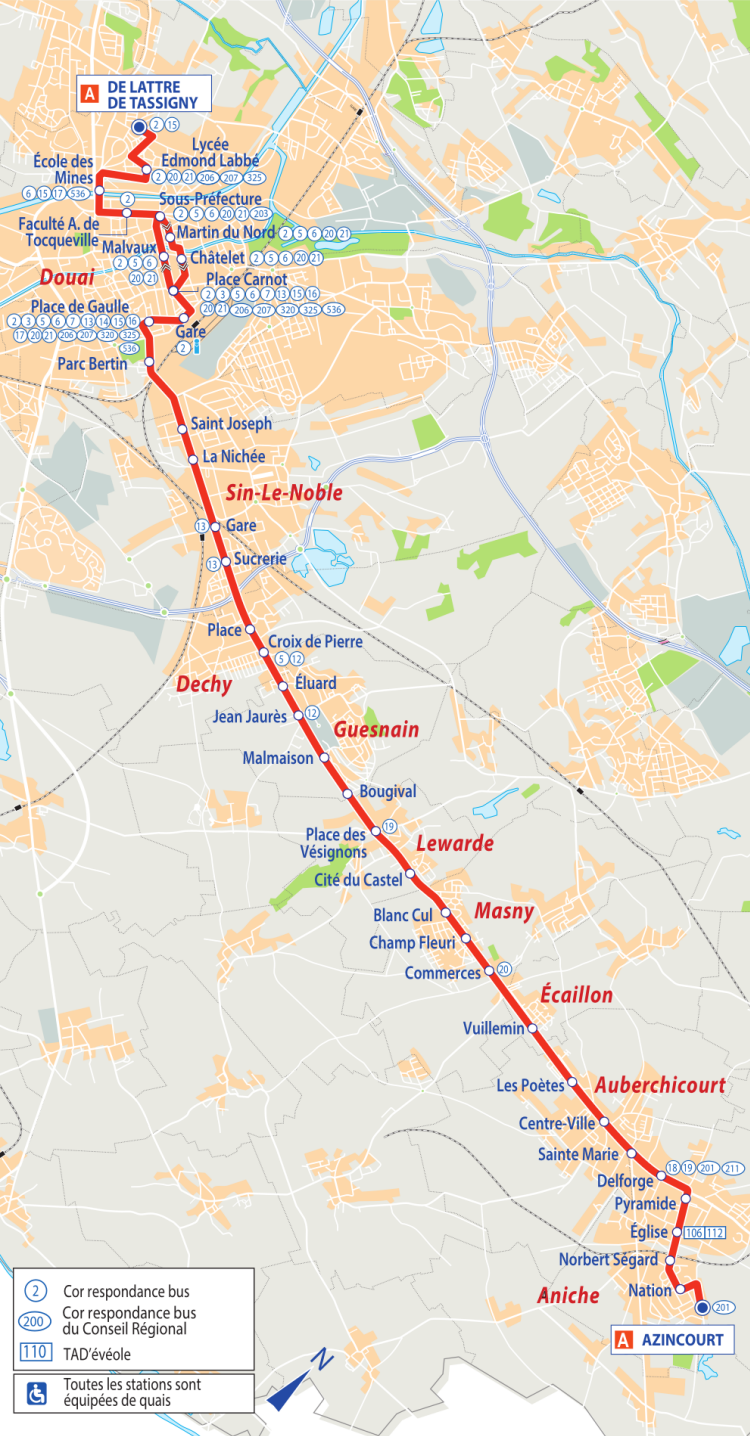 A DE LATTRE
DE TASSIGNY
2 15
Lycée
Edmond Labbé
2 20 21 206 207 325
École des
Mines
6 15 17 536
2
Sous-Préfecture
2 5 6 20 21 203
Faculté A. de
Tocqueville
Martin du Nord 2 5 6 20 21
Malvaux
2 5 6
20 21
Châtelet 2 5 6 20 21
Douai
Place Carnot
2 3 5 6 7 13 15 16
20 21 206 207 320 325 536
Place de Gaulle
2 3 5 6 7 13 14 15 16
17 20 21 206 207 320 325
536
Gare
2
Parc Bertin
Saint Joseph
La Nichée
Sin-Le-Noble
13 Gare
13 Sucrerie
Place
Croix de Pierre
5 12
Dechy
Éluard
Jean Jaurès 12
Guesnain
Malmaison
Bougival
19
Place des
Vésignons
Lewarde
Cité du Castel
Blanc Cul
Masny
Champ Fleuri
Commerces 20
Écaillon
Vuillemin
Les Poètes
Auberchicourt
Centre-Ville
Sainte Marie
Delforge 18 19 201 211
Pyramide
Église 106 112
Norbert Ségard
Nation
Aniche
201
A AZINCOURT
2 Cor respondance bus
200 Cor respondance bus
du Conseil Régional
110 TAD'évéole
Toutes les stations sont
équipées de quais
N